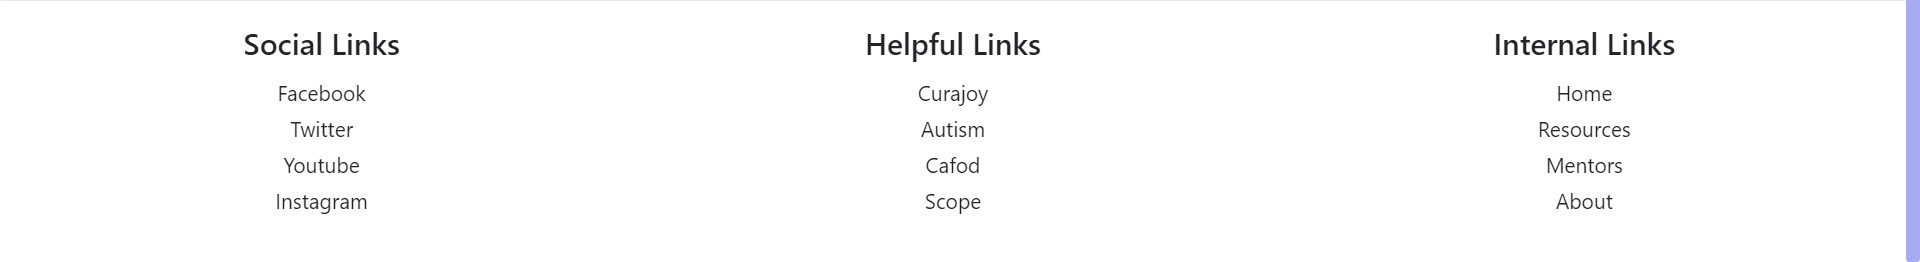 Social Links
Facebook
Twitter
Youtube
Instagram
Helpful Links
Curajoy
Autism
Cafod
Scope
Internal Links
Home
Resources
Mentors
About